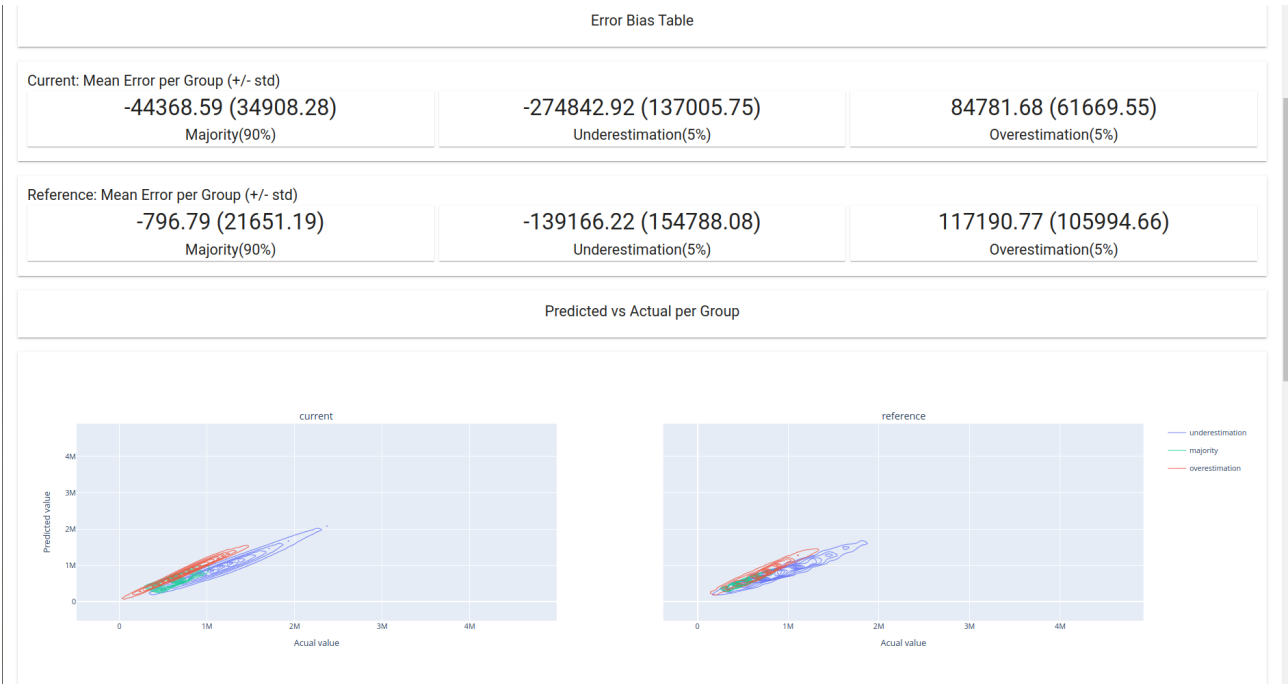 Error Bias Table
Current: Mean Error per Group (+/- std)
-44368.59 (34908.28)
-274842.92 (137005.75)
84781.68 (61669.55)
Majority(90%)
Underestimation(5%)
Overestimation(5%)
Reference: Mean Error per Group (+/- std)
-796.79 (21651.19)
-139166.22 (154788.08)
117190.77 (105994.66)
Majority(90%)
Underestimation(5%)
Overestimation(5%)
Predicted vs Actual per Group
current
Predicted value
4M
3M
2M
1M
0
0 1M 2M 3M 4M
Acual value
reference
0 1M 2M 3M 4M
Acual value
underestimation
majority
overestimation